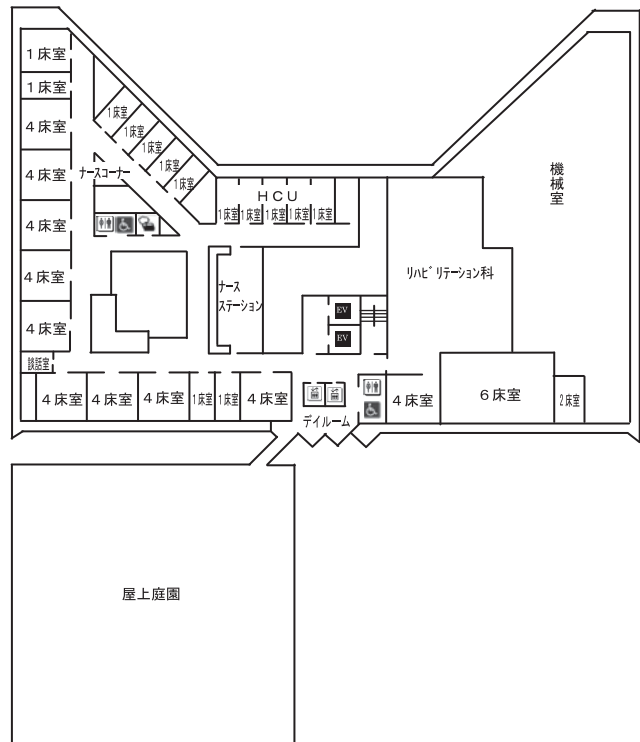 1床室
1床室
4床室
4床室
4床室
4床室
4床室
談話室
1床室
1床室
1床室
1床室
1床室
ナースコーナー
HCU
1床室
1床室
1床室
1床室
1床室
ナース
ステーション
EV
EV
リハビリテーション科
機械室
4床室
4床室
4床室
1床室
1床室
4床室
デイルーム
4床室
6床室
2床室
屋上庭園